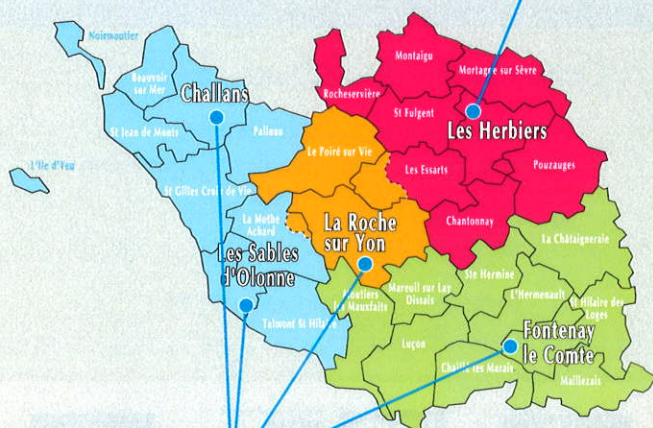 Noirmoutier
Beauvoir
sur Mer
Challans
St Jean de Monts
Palluau
L'Ile d'Yeu
St Gilles Croix de Vie
La Mothe
Achard
Les Sables
d'Olonne
Talmont St Hilaire
Rocheservière
Montaigu
Mortagne sur Sèvre
St Fulgent
Les Herbiers
Le Poiré sur Vie
Les Essarts
Pouzauges
Chantonnay
La Roche
sur Yon
La Châtaigneraie
Moutiers
les Mauxfaits
Mareuil sur Lay
Dissais
Ste Hermine
L'Hermenault
St Hilaire des
Loges
Luçon
Fontenay
le Comte
Chaillé les Marais
Maillezais